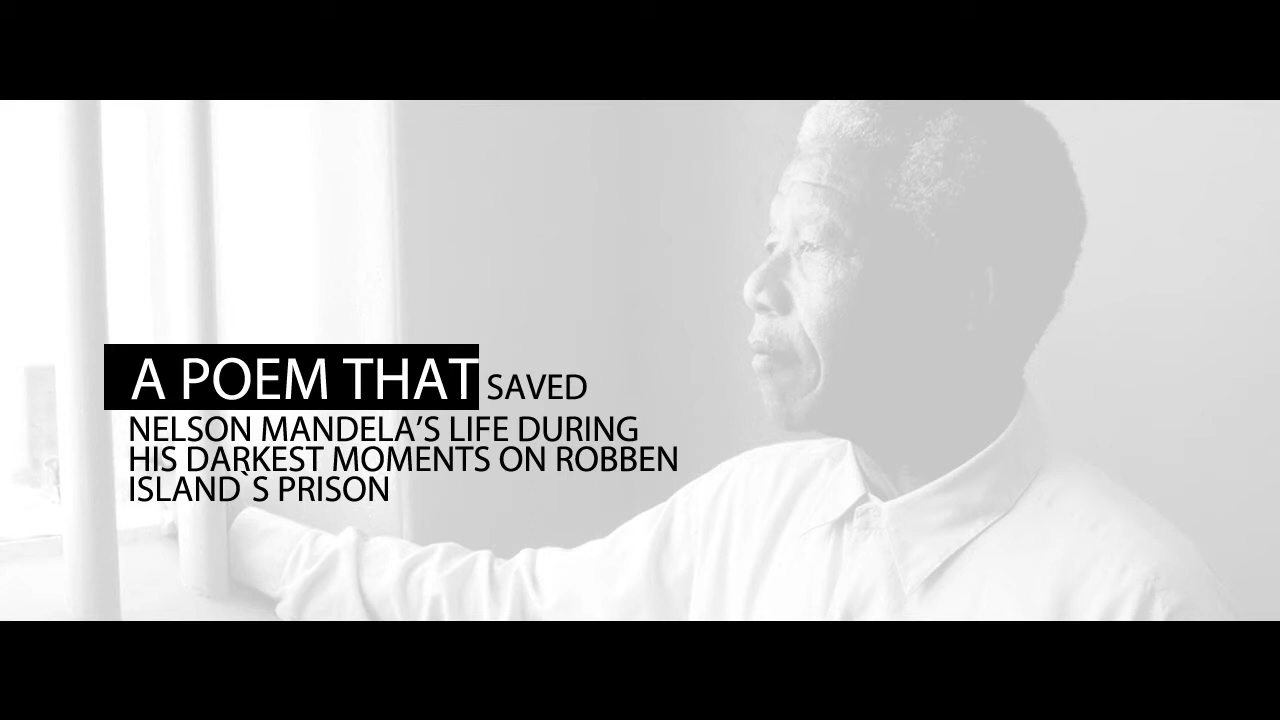 A POEM THAT SAVED
NELSON MANDELA’S LIFE DURING
HIS DARKEST MOMENTS ON ROBBEN
ISLAND`S PRISON